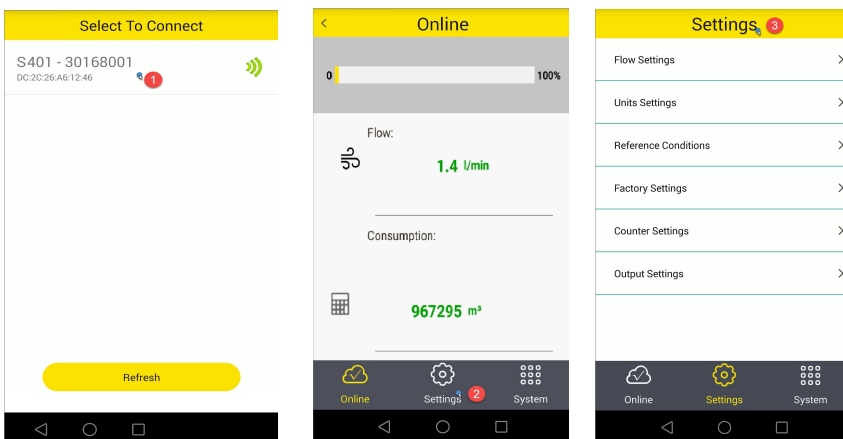 Select To Connect
S401 - 30168001
DC:2C:26:A6:12:46
1
Refresh
Online
0
100%
Flow:
1.4 l/min
Consumption:
967295 m³
Online
Settings 2
System
Settings 3
Flow Settings
Units Settings
Reference Conditions
Factory Settings
Counter Settings
Output Settings
Online
Settings
System